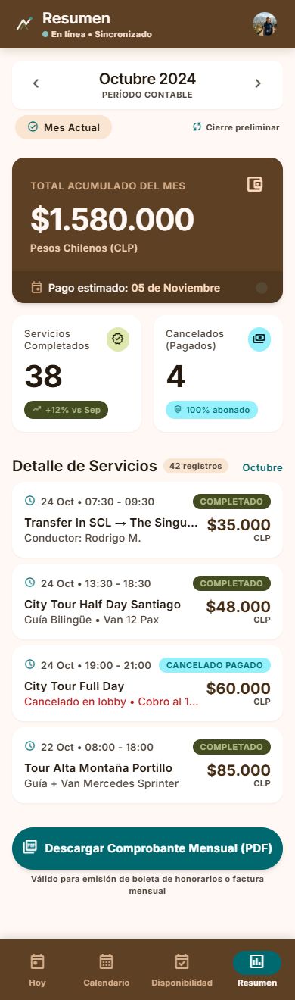 Resumen
En línea • Sincronizado
Octubre 2024
PERÍODO CONTABLE
Mes Actual
Cierre preliminar
TOTAL ACUMULADO DEL MES
$1.580.000
Pesos Chilenos (CLP)
Pago estimado: 05 de Noviembre
Servicios
Completados
38
+12% vs Sep
Cancelados
(Pagados)
4
100% abonado
Detalle de Servicios
42 registros
Octubre
24 Oct • 07:30 - 09:30
COMPLETADO
Transfer In SCL → The Singu...
$35.000
Conductor: Rodrigo M.
CLP
24 Oct • 13:30 - 18:30
COMPLETADO
City Tour Half Day Santiago
$48.000
Guía Bilingüe • Van 12 Pax
CLP
24 Oct • 19:00 - 21:00
CANCELADO PAGADO
City Tour Full Day
$60.000
Cancelado en lobby • Cobro al 1...
CLP
22 Oct • 08:00 - 18:00
COMPLETADO
Tour Alta Montaña Portillo
$85.000
Guía + Van Mercedes Sprinter
CLP
Descargar Comprobante Mensual (PDF)
Válido para emisión de boleta de honorarios o factura
mensual
Hoy
Calendario
Disponibilidad
Resumen